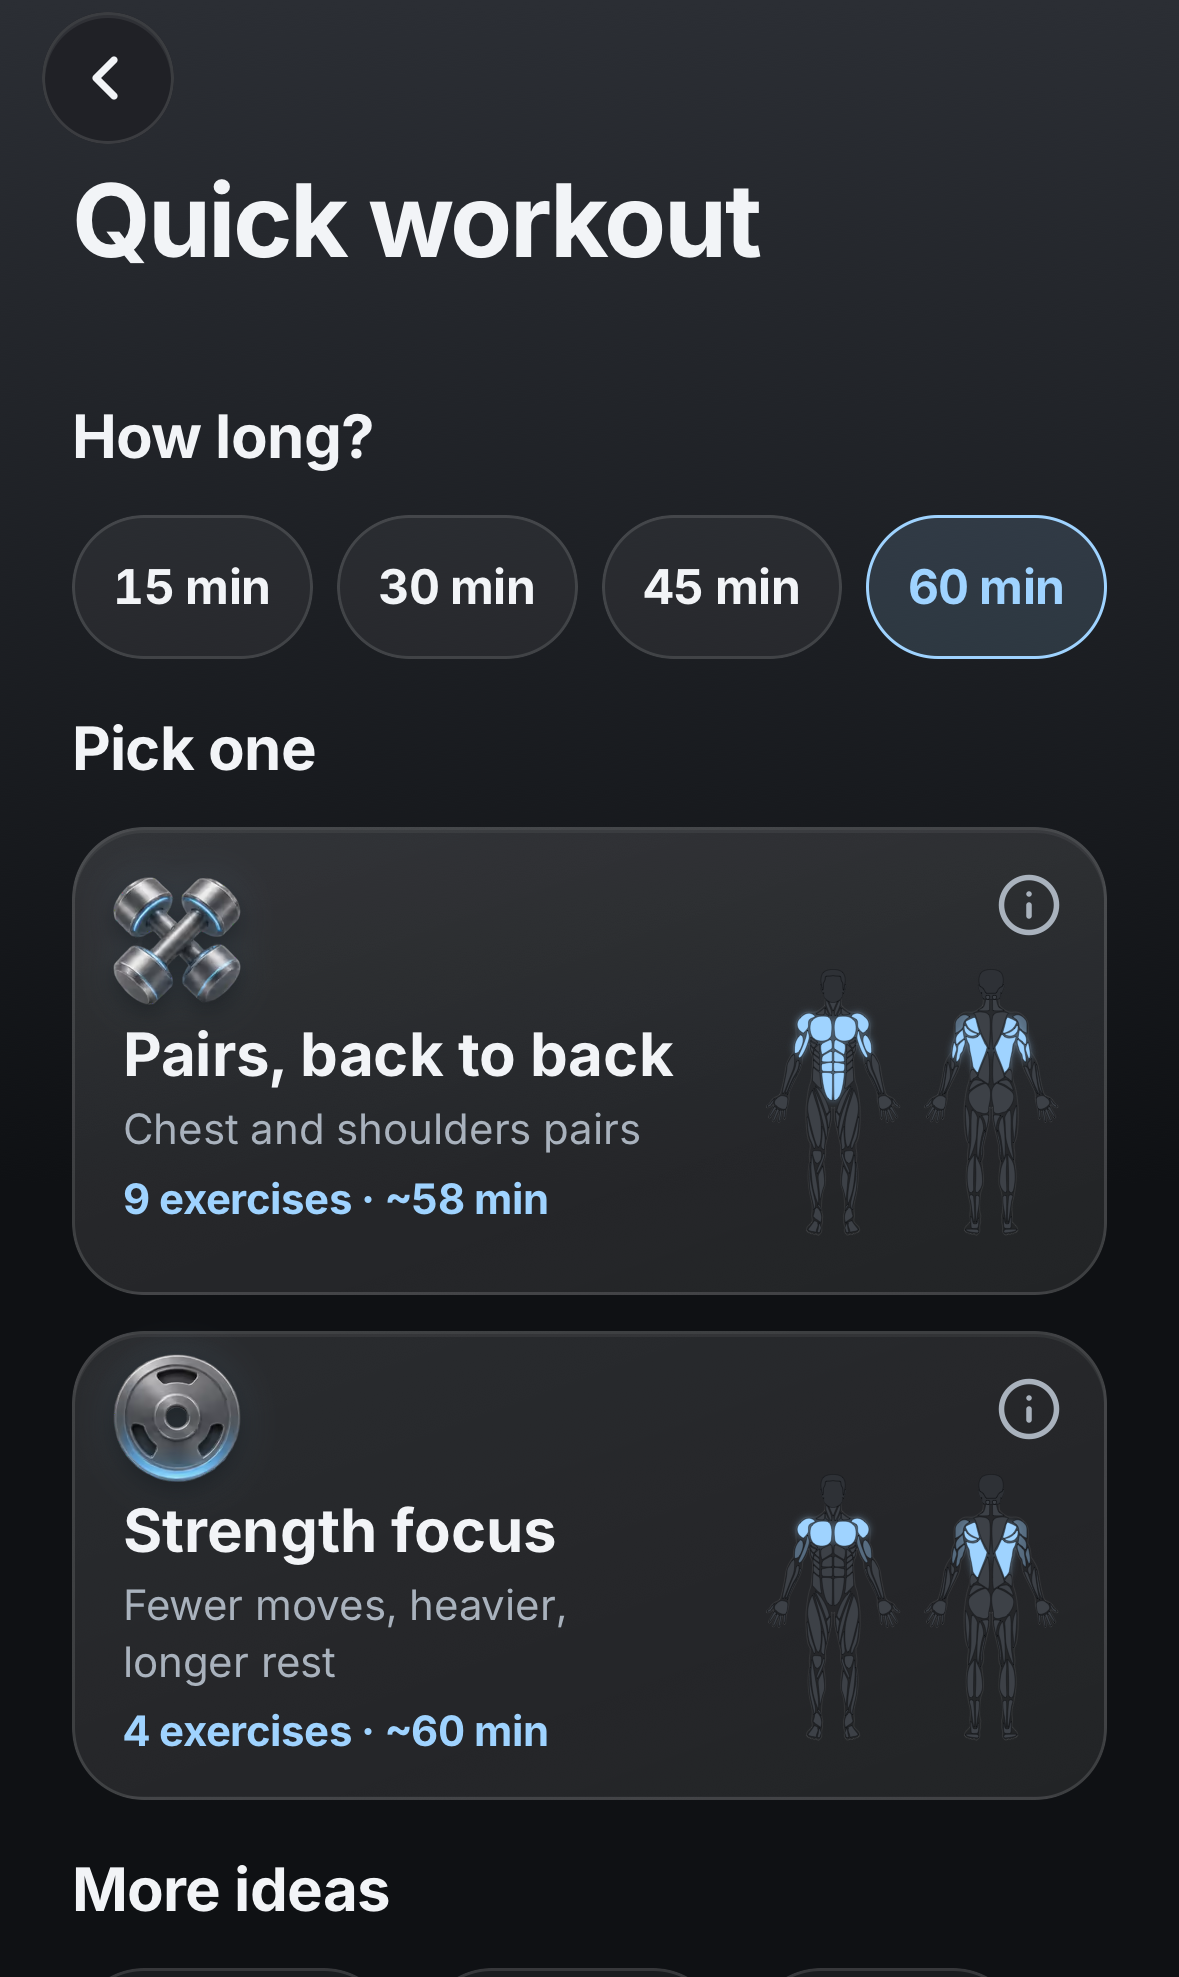 Quick workout
How long?
15 min
30 min
45 min
60 min
Pick one
Pairs, back to back
Chest and shoulders pairs
9 exercises · ~58 min
Strength focus
Fewer moves, heavier,
longer rest
4 exercises · ~60 min
More ideas